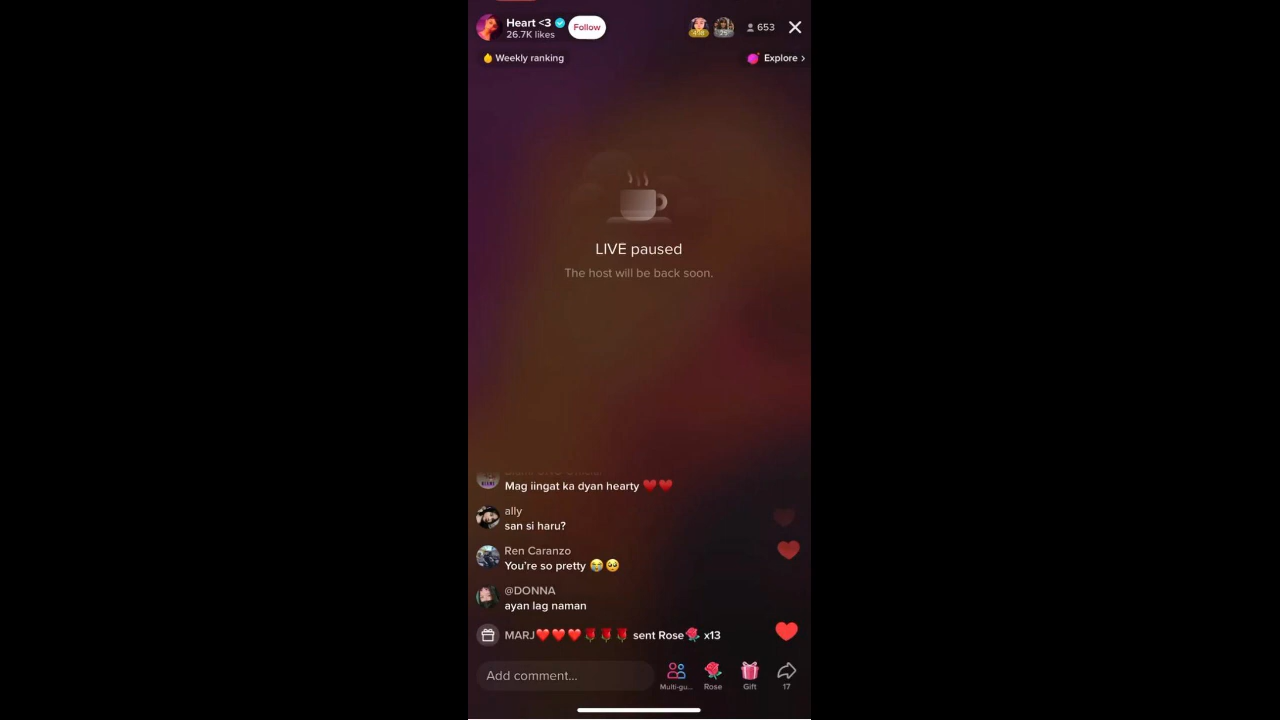 Heart <3
26.7K likes
Follow
653
Weekly ranking
Explore >
LIVE paused
The host will be back soon.
Mag iingat ka dyan hearty ❤️❤️
ally
san si haru?
Ren Caranzo
You're so pretty 😭🥺
@DONNA
ayan lag naman
MARJ❤️❤️❤️🌹🌹🌹 sent Rose🌹 x13
Add comment...
Multi-gu...
Rose
Gift
17